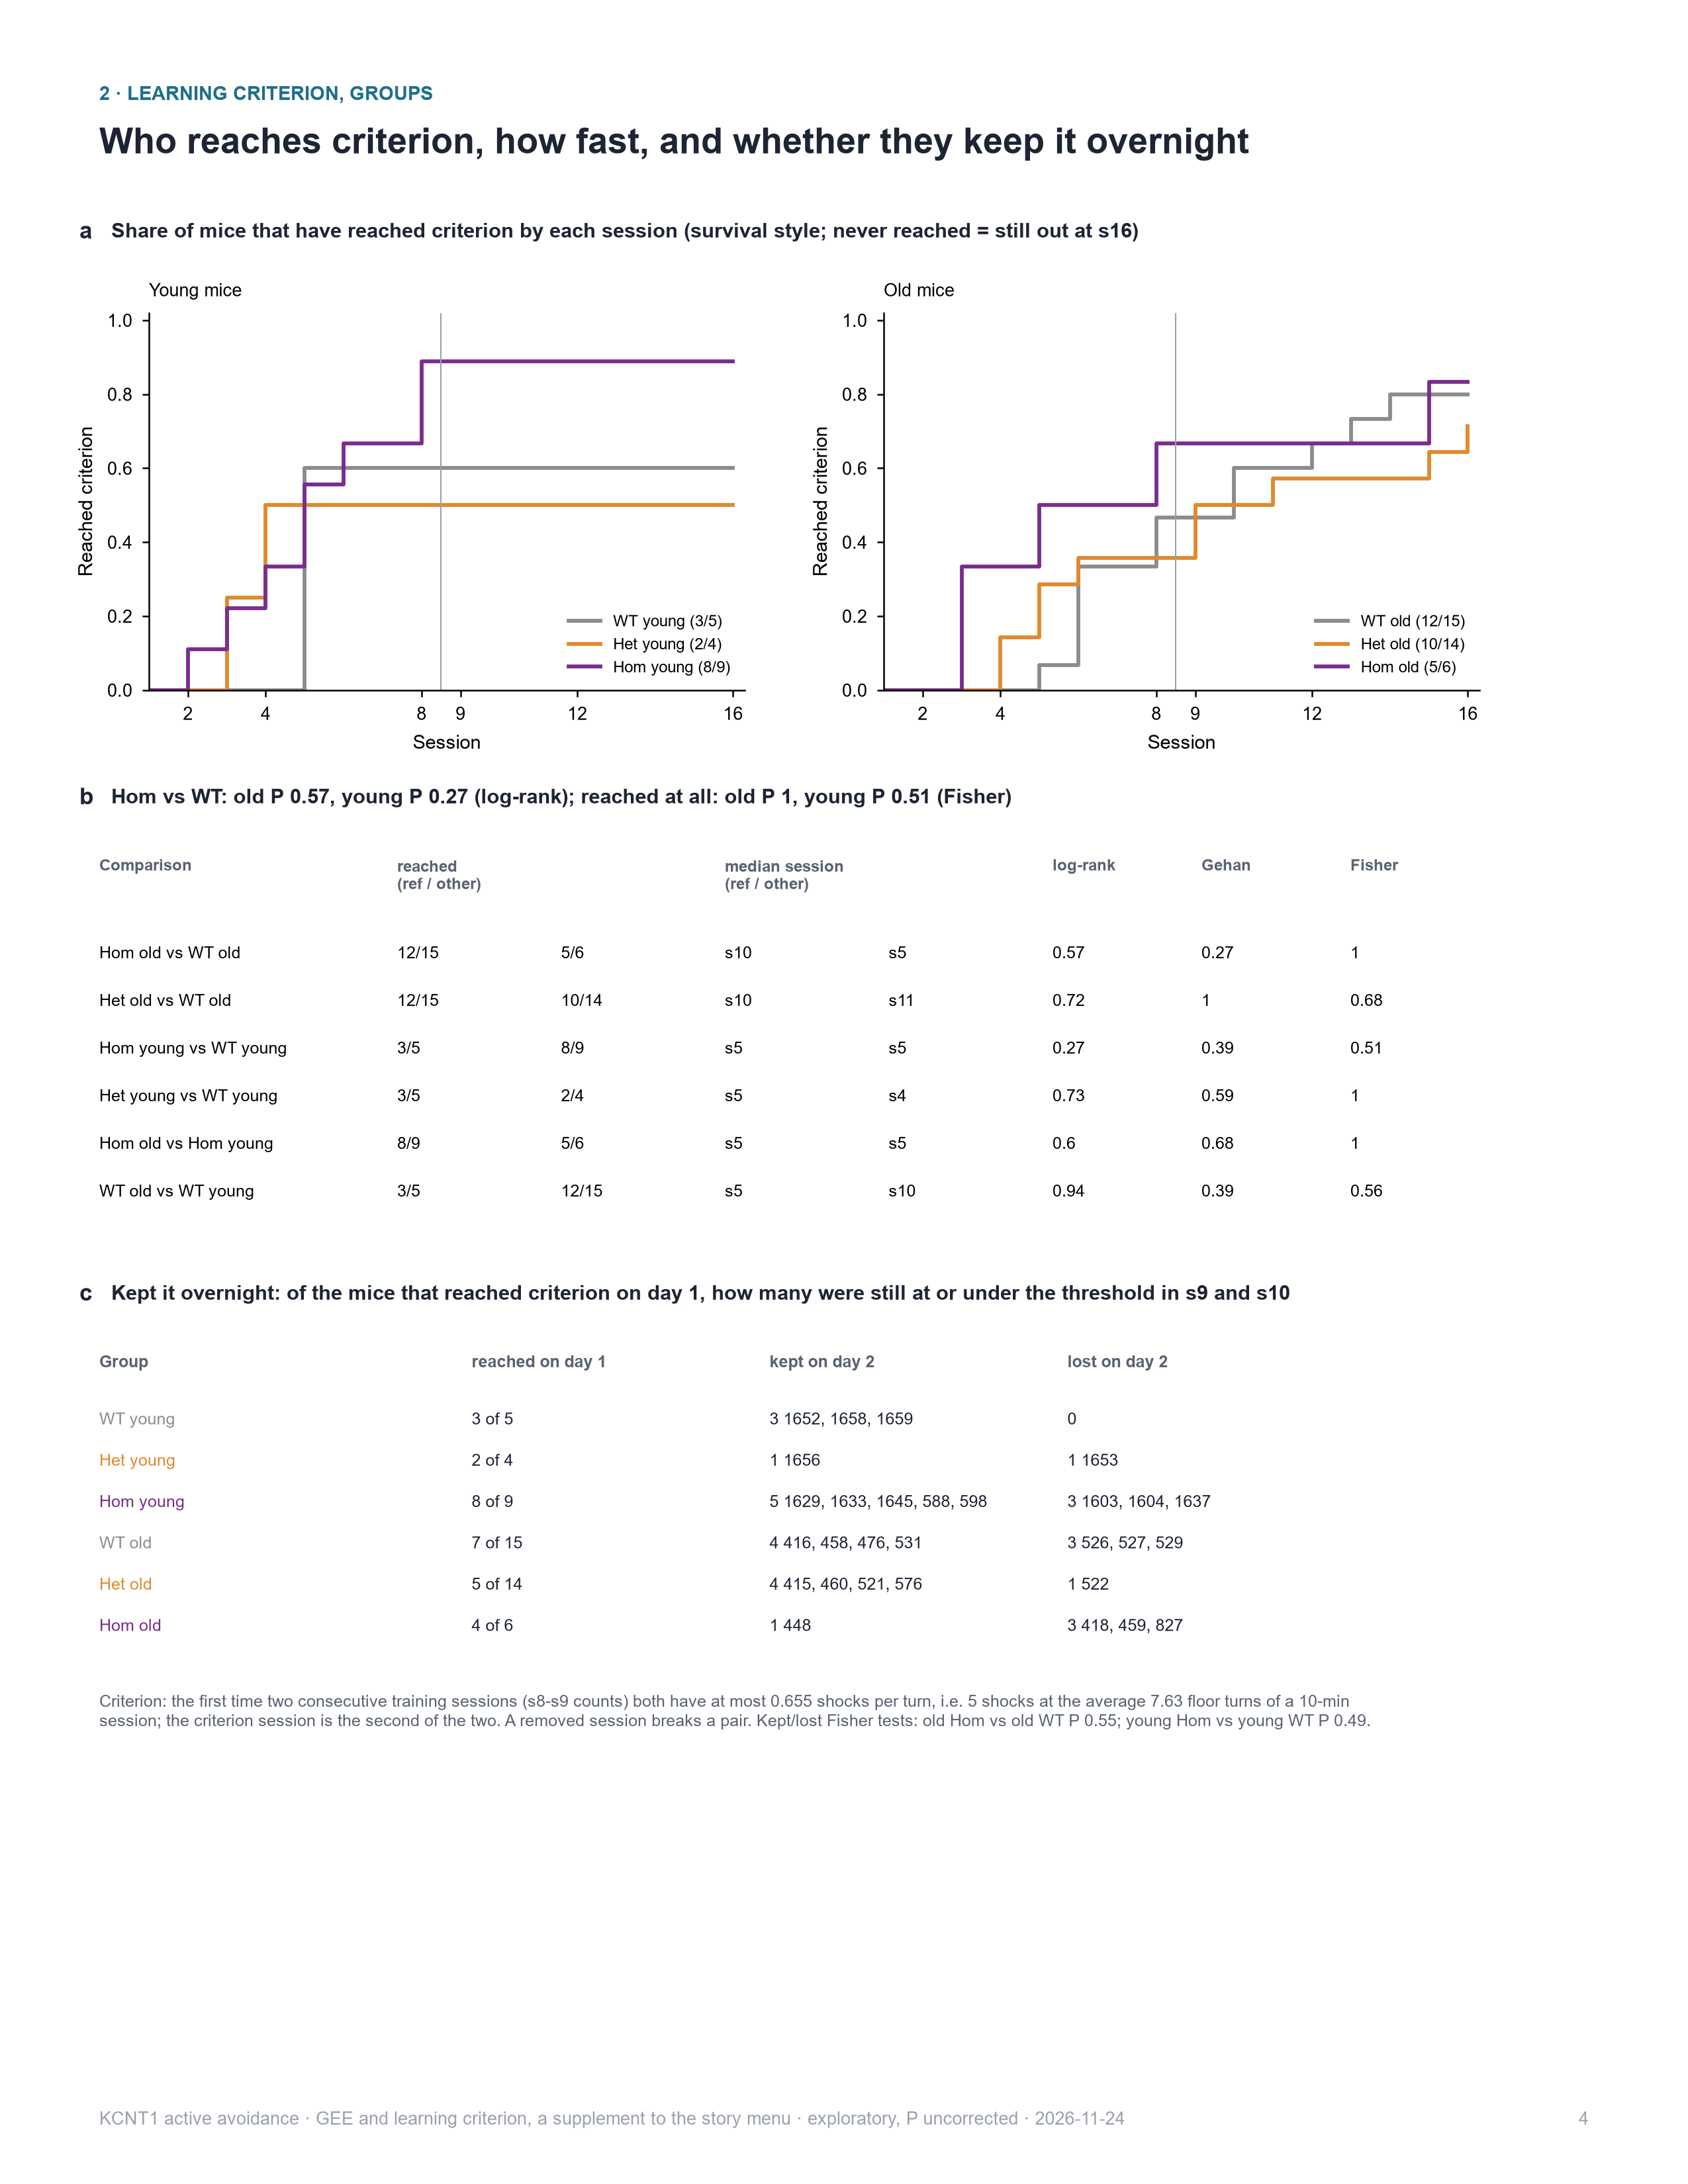 2 · LEARNING CRITERION, GROUPS
Who reaches criterion, how fast, and whether they keep it overnight
a Share of mice that have reached criterion by each session (survival style; never reached = still out at s16)
Young mice
1.0
0.8
0.6
0.4
0.2
0.0
Reached criterion
2 4 8 9 12 16
Session
WT young (3/5)
Het young (2/4)
Hom young (8/9)
Old mice
1.0
0.8
0.6
0.4
0.2
0.0
Reached criterion
2 4 8 9 12 16
Session
WT old (12/15)
Het old (10/14)
Hom old (5/6)
b Hom vs WT: old P 0.57, young P 0.27 (log-rank); reached at all: old P 1, young P 0.51 (Fisher)
Comparison reached (ref / other) median session (ref / other) log-rank Gehan Fisher
Hom old vs WT old 12/15 5/6 s10 s5 0.57 0.27 1
Het old vs WT old 12/15 10/14 s10 s11 0.72 1 0.68
Hom young vs WT young 3/5 8/9 s5 s5 0.27 0.39 0.51
Het young vs WT young 3/5 2/4 s5 s4 0.73 0.59 1
Hom old vs Hom young 8/9 5/6 s5 s5 0.6 0.68 1
WT old vs WT young 3/5 12/15 s5 s10 0.94 0.39 0.56
c Kept it overnight: of the mice that reached criterion on day 1, how many were still at or under the threshold in s9 and s10
Group reached on day 1 kept on day 2 lost on day 2
WT young 3 of 5 3 1652, 1658, 1659 0
Het young 2 of 4 1 1656 1 1653
Hom young 8 of 9 5 1629, 1633, 1645, 588, 598 3 1603, 1604, 1637
WT old 7 of 15 4 416, 458, 476, 531 3 526, 527, 529
Het old 5 of 14 4 415, 460, 521, 576 1 522
Hom old 4 of 6 1 448 3 418, 459, 827
Criterion: the first time two consecutive training sessions (s8-s9 counts) both have at most 0.655 shocks per turn, i.e. 5 shocks at the average 7.63 floor turns of a 10-min
session; the criterion session is the second of the two. A removed session breaks a pair. Kept/lost Fisher tests: old Hom vs old WT P 0.55; young Hom vs young WT P 0.49.
KCNT1 active avoidance · GEE and learning criterion, a supplement to the story menu · exploratory, P uncorrected · 2026-11-24 4